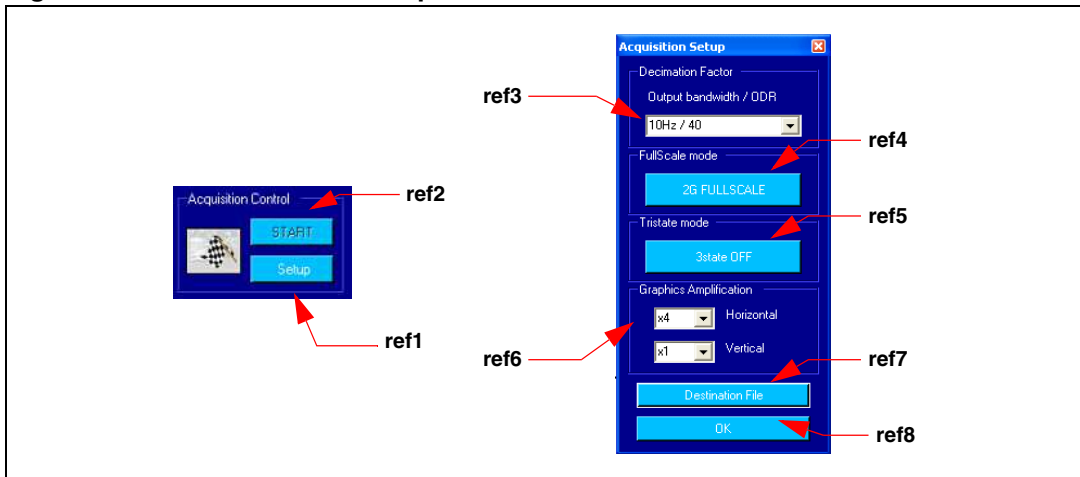 Acquisition Control
START
Setup
ref2
ref1
Acquisition Setup
Decimation Factor
Output bandwidth / ODR
10Hz / 40
ref3
FullScale mode
2G FULLSCALE
ref4
Tristate mode
3state OFF
ref5
Graphics Amplification
x4 Horizontal
x1 Vertical
ref6
Destination File
ref7
OK
ref8